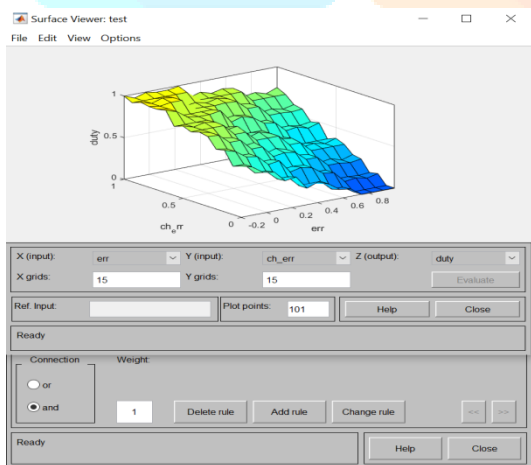 Surface Viewer: test
File Edit View Options
1
0.5
0
duty
1
0.5
0
ch_err
-0.2 0 0.2 0.4 0.6 0.8
err
X (input): err Y (input): ch_err Z (output): duty
X grids: 15 Y grids: 15 Evaluate
Ref. Input: Plot points: 101 Help Close
Ready
Connection Weight:
or
and 1 Delete rule Add rule Change rule << >>
Ready Help Close